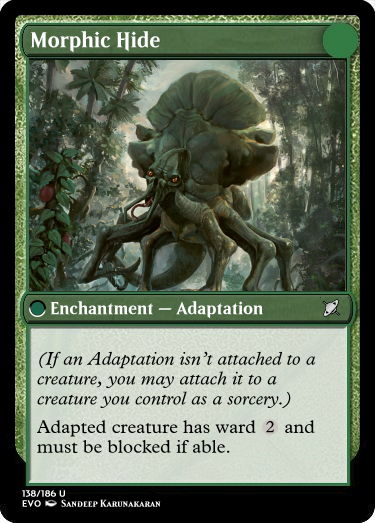 Morphic Hide
Enchantment — Adaptation
(If an Adaptation isn't attached to a
creature, you may attach it to a
creature you control as a sorcery.)
Adapted creature has ward 2 and
must be blocked if able.
138/186 U
EVO Sandeep Karunakaran